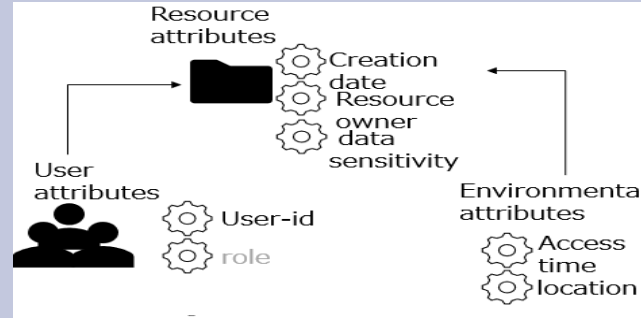 Resource
attributes
Creation
date
Resource
owner
data
sensitivity
User
attributes
User-id
role
Environmenta
attributes
Access
time
location